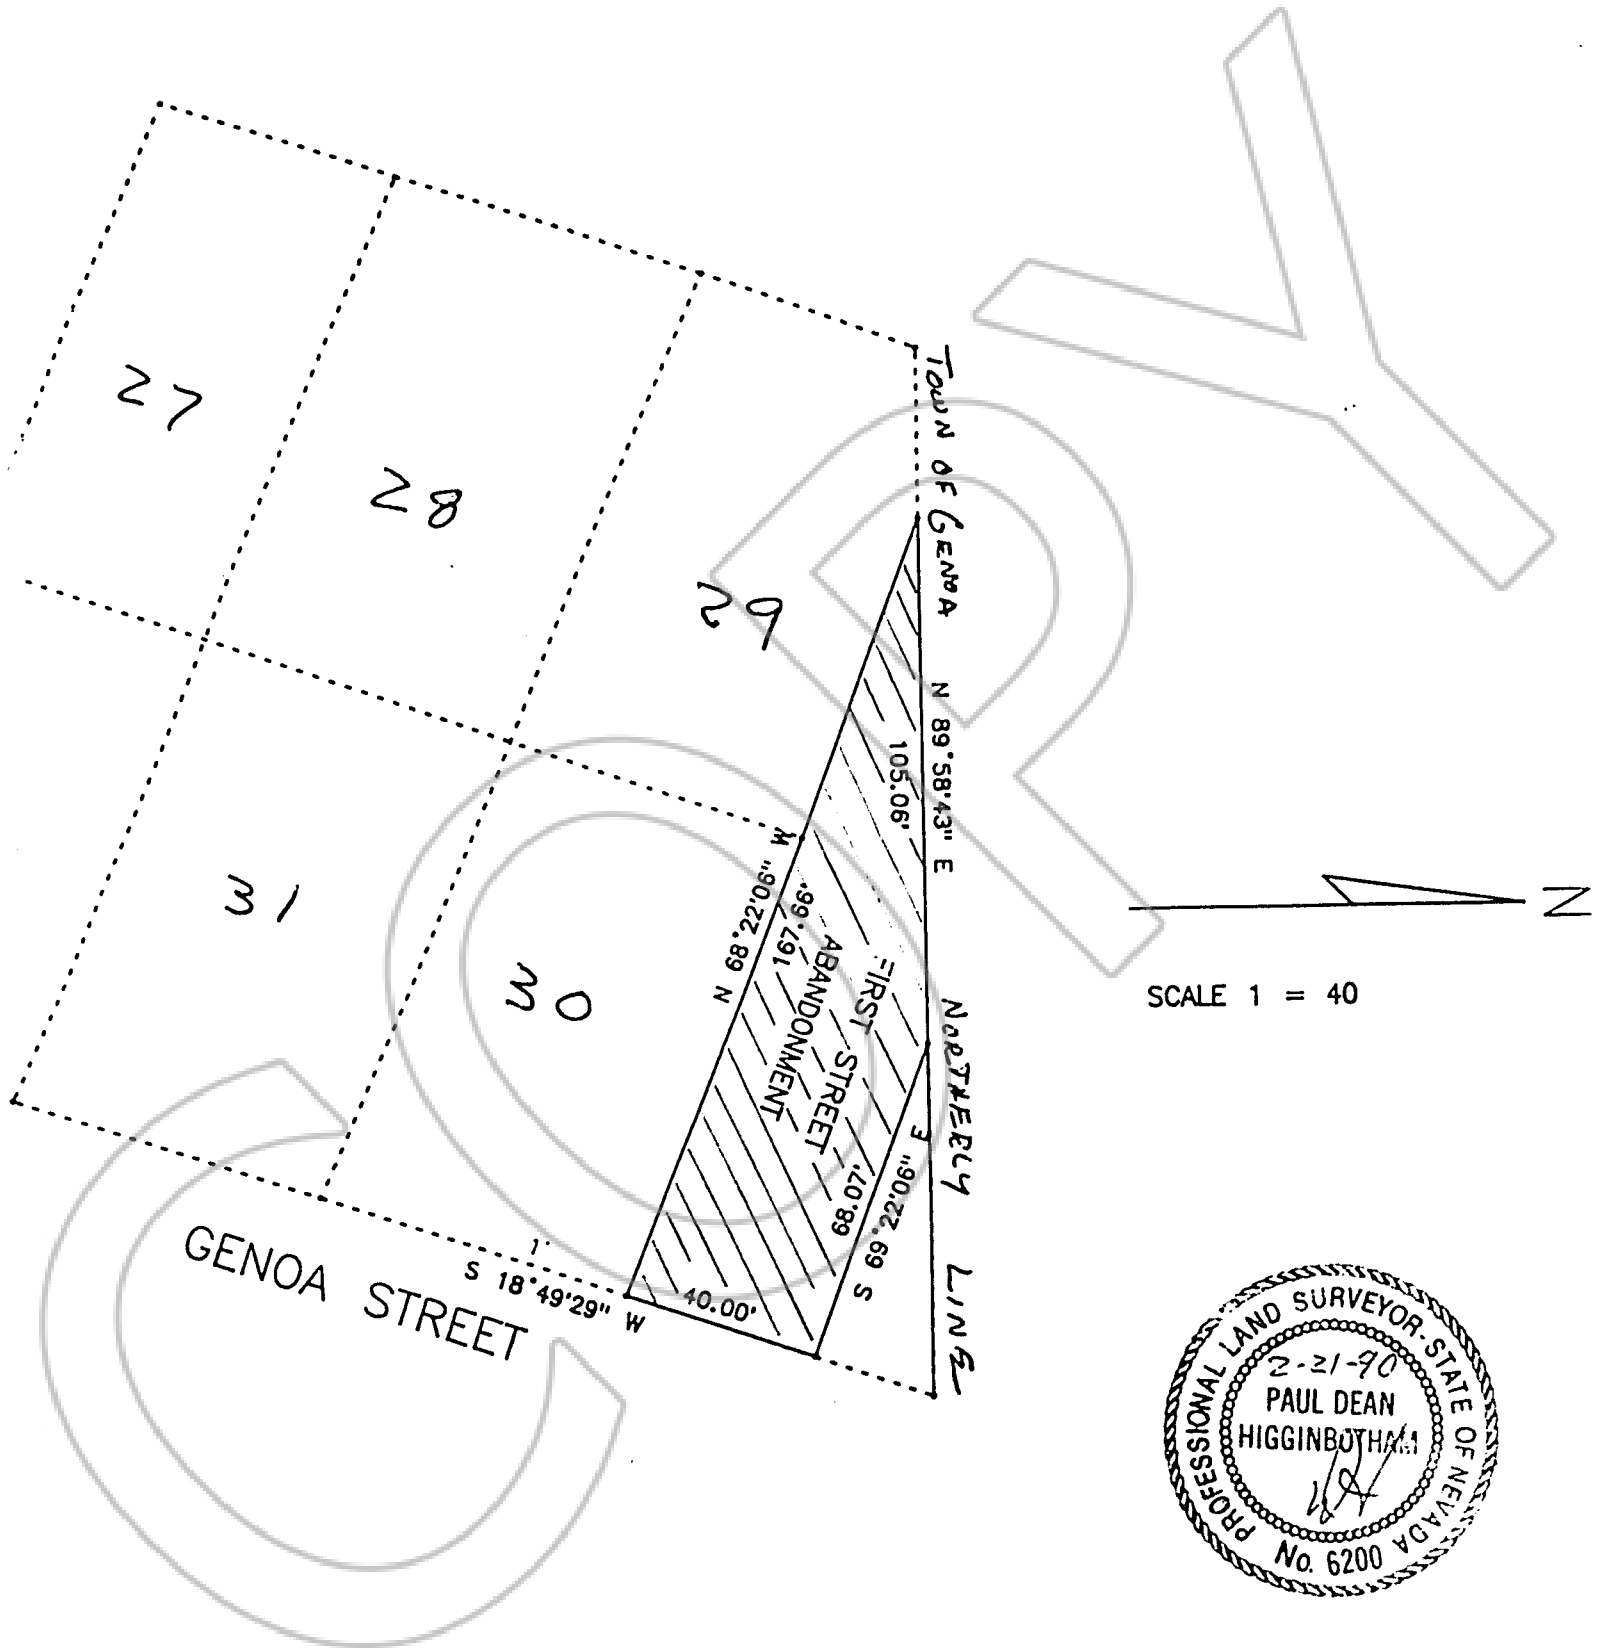 27
28
29
31
30
TOWN OF GENOA N 89°58'43" E NORTHERLY LINE
105.06'
N 68°22'06" W
167.66'
FIRST STREET
ABANDONMENT
68.07'
S 69°22'06" E
40.00'
1'
S 18°49'29" W
GENOA STREET
N
SCALE 1 = 40
PROFESSIONAL LAND SURVEYOR - STATE OF NEVADA
2-21-90
PAUL DEAN
HIGGINBOTHAM
No. 6200
COPY